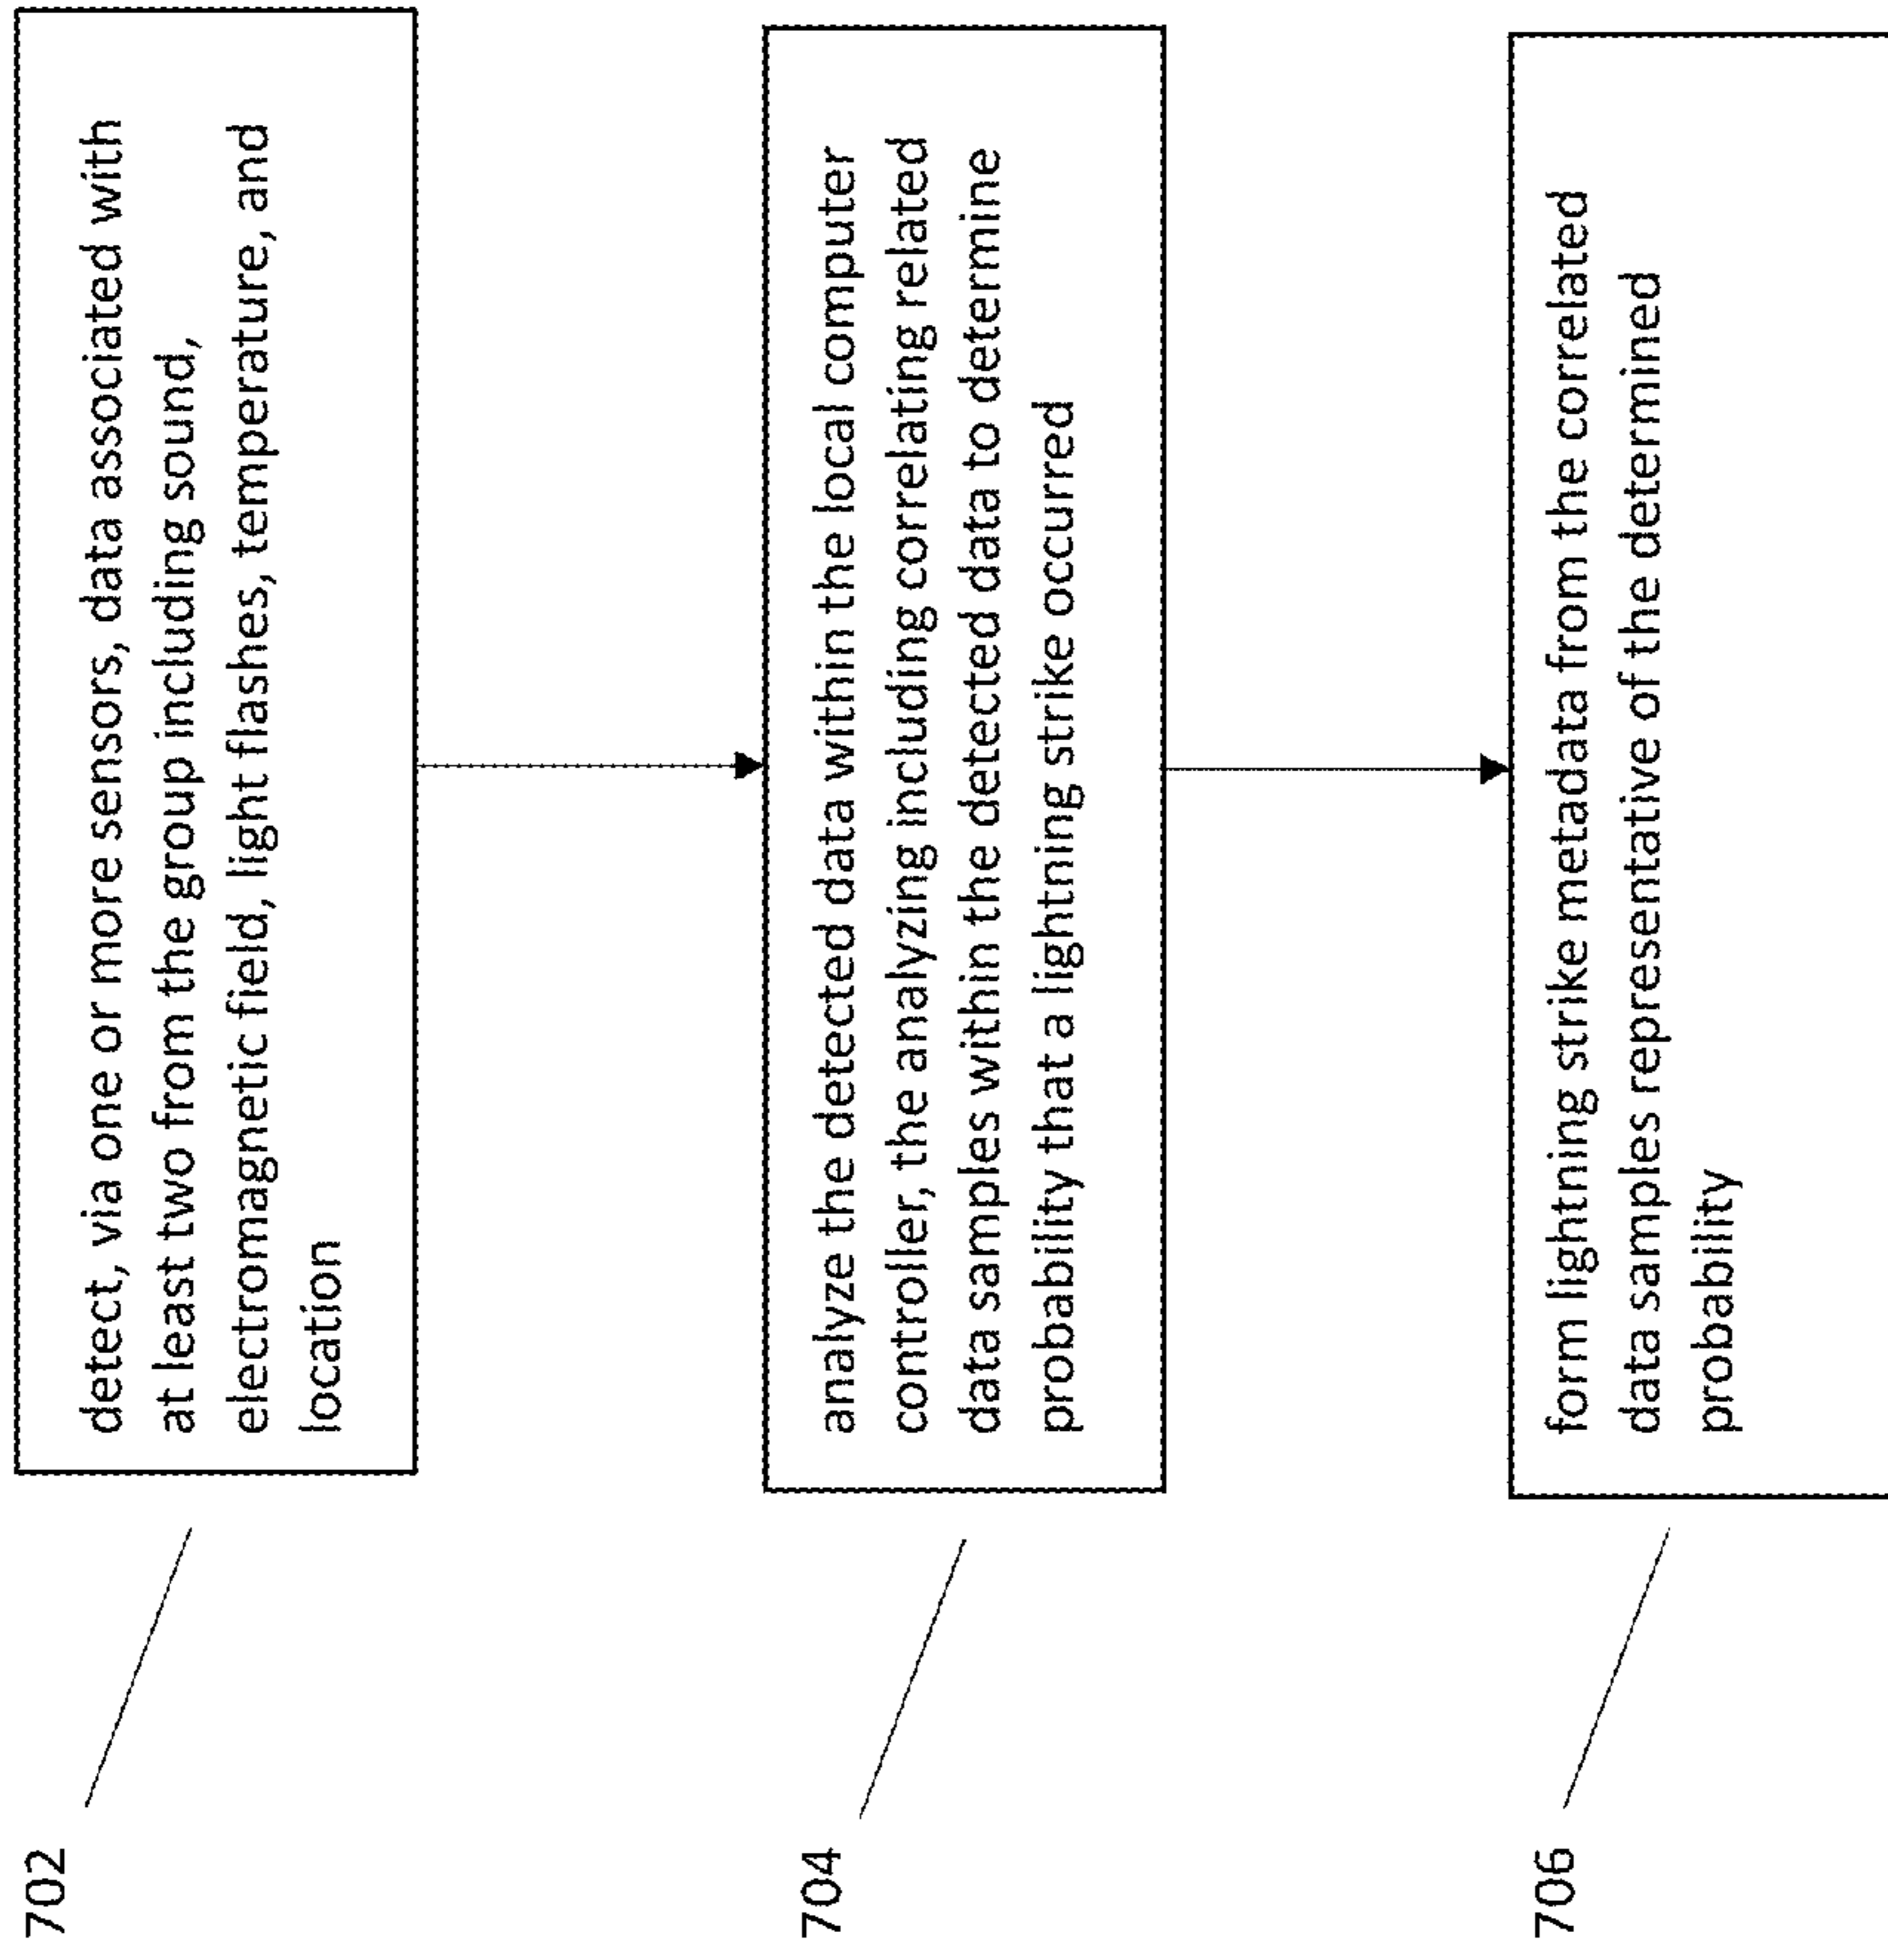 702
detect, via one or more sensors, data associated with
at least two from the group including sound,
electromagnetic field, light flashes, temperature, and
location
704
analyze the detected data within the local computer
controller, the analyzing including correlating related
data samples within the detected data to determine
probability that a lightning strike occurred
706
form lightning strike metadata from the correlated
data samples representative of the determined
probability